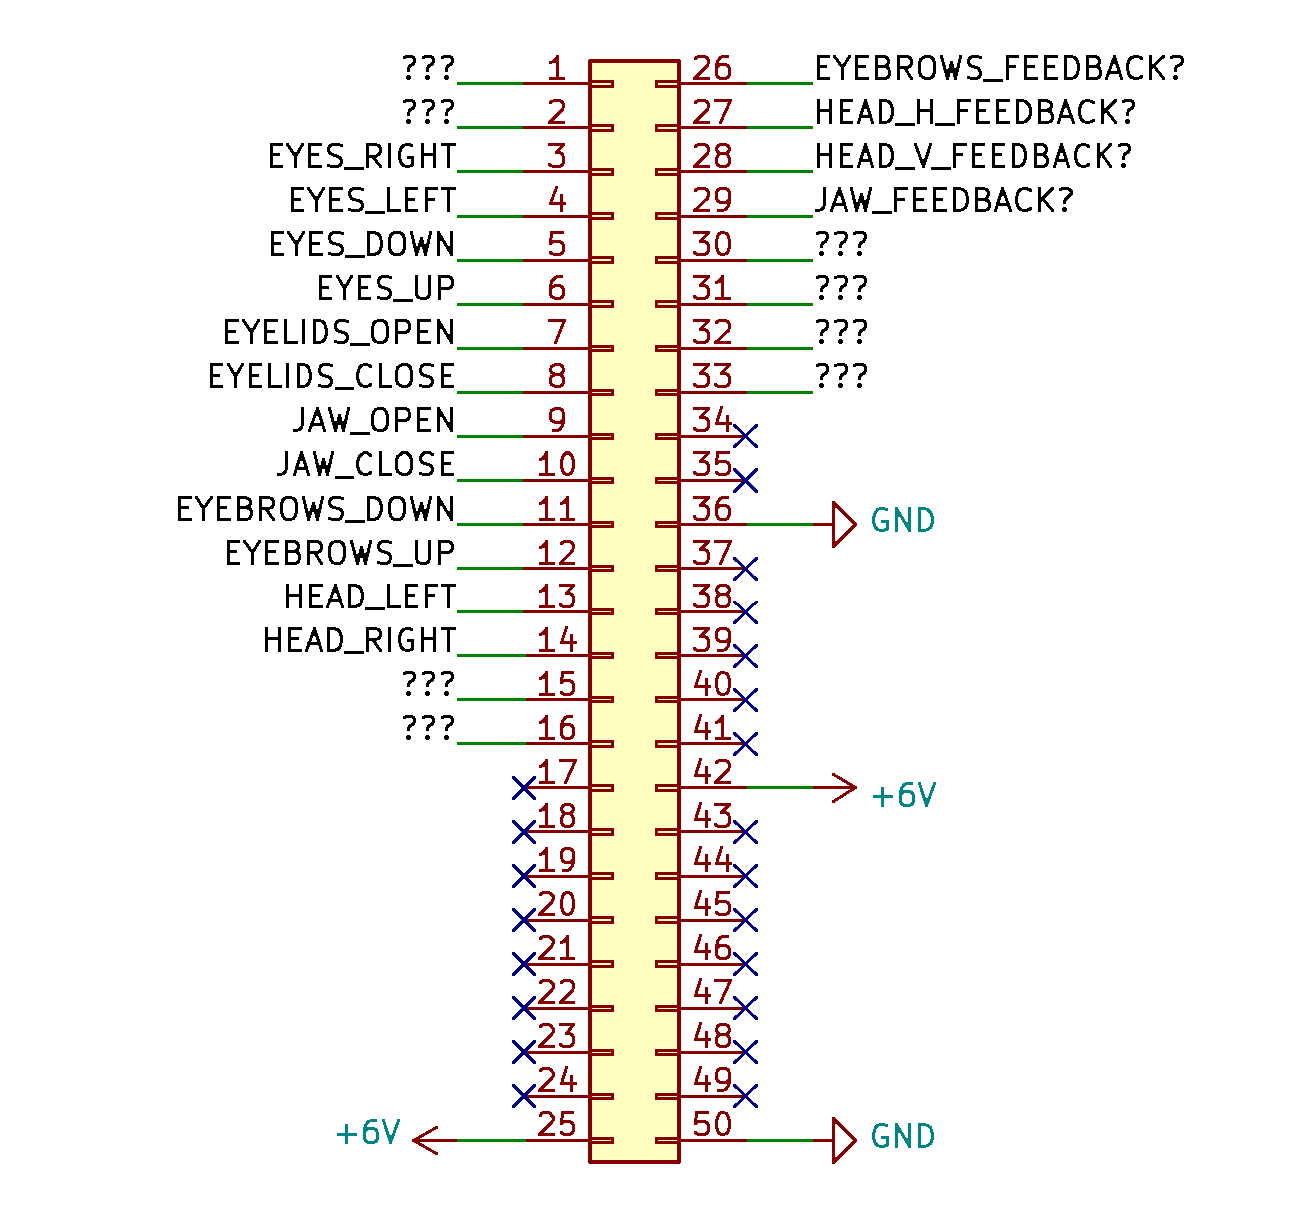 ??? 1 26 EYEBROWS_FEEDBACK?
??? 2 27 HEAD_H_FEEDBACK?
EYES_RIGHT 3 28 HEAD_V_FEEDBACK?
EYES_LEFT 4 29 JAW_FEEDBACK?
EYES_DOWN 5 30 ???
EYES_UP 6 31 ???
EYELIDS_OPEN 7 32 ???
EYELIDS_CLOSE 8 33 ???
JAW_OPEN 9 34
JAW_CLOSE 10 35
EYEBROWS_DOWN 11 36 GND
EYEBROWS_UP 12 37
HEAD_LEFT 13 38
HEAD_RIGHT 14 39
??? 15 40
??? 16 41
17 42 +6V
18 43
19 44
20 45
21 46
22 47
23 48
24 49
+6V 25 50 GND